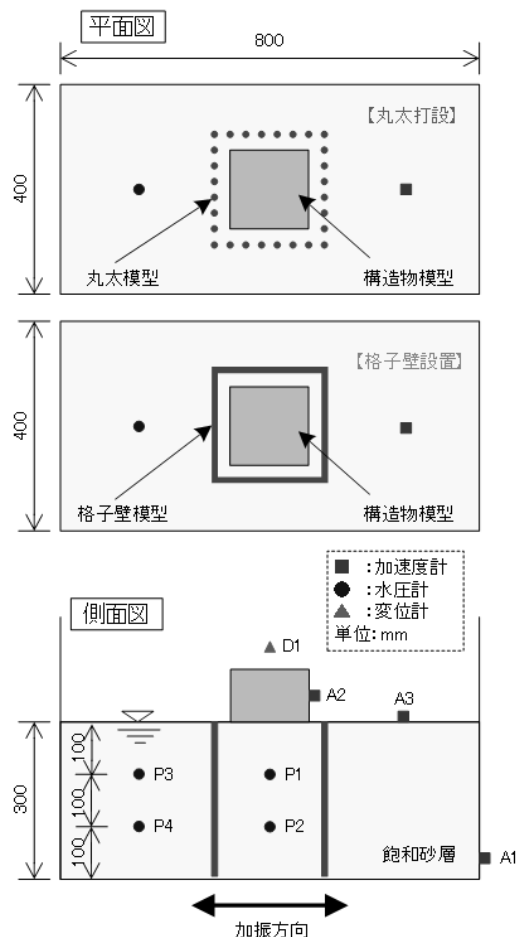 平面図
800
【丸太打設】
400
丸太模型
構造物模型
【格子壁設置】
400
格子壁模型
構造物模型
■ :加速度計
● :水圧計
▲ :変位計
単位:mm
側面図
D1
A2
A3
300
100
100
100
P3
P1
P4
P2
飽和砂層
A1
加振方向